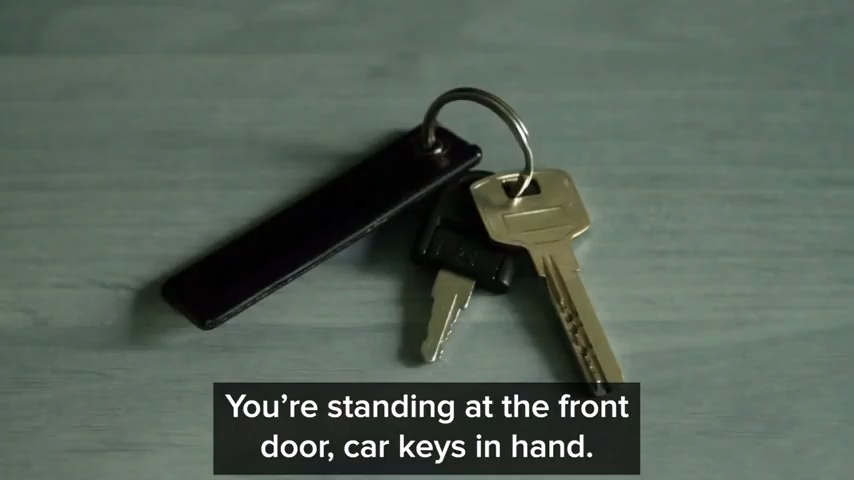 You’re standing at the front
door, car keys in hand.